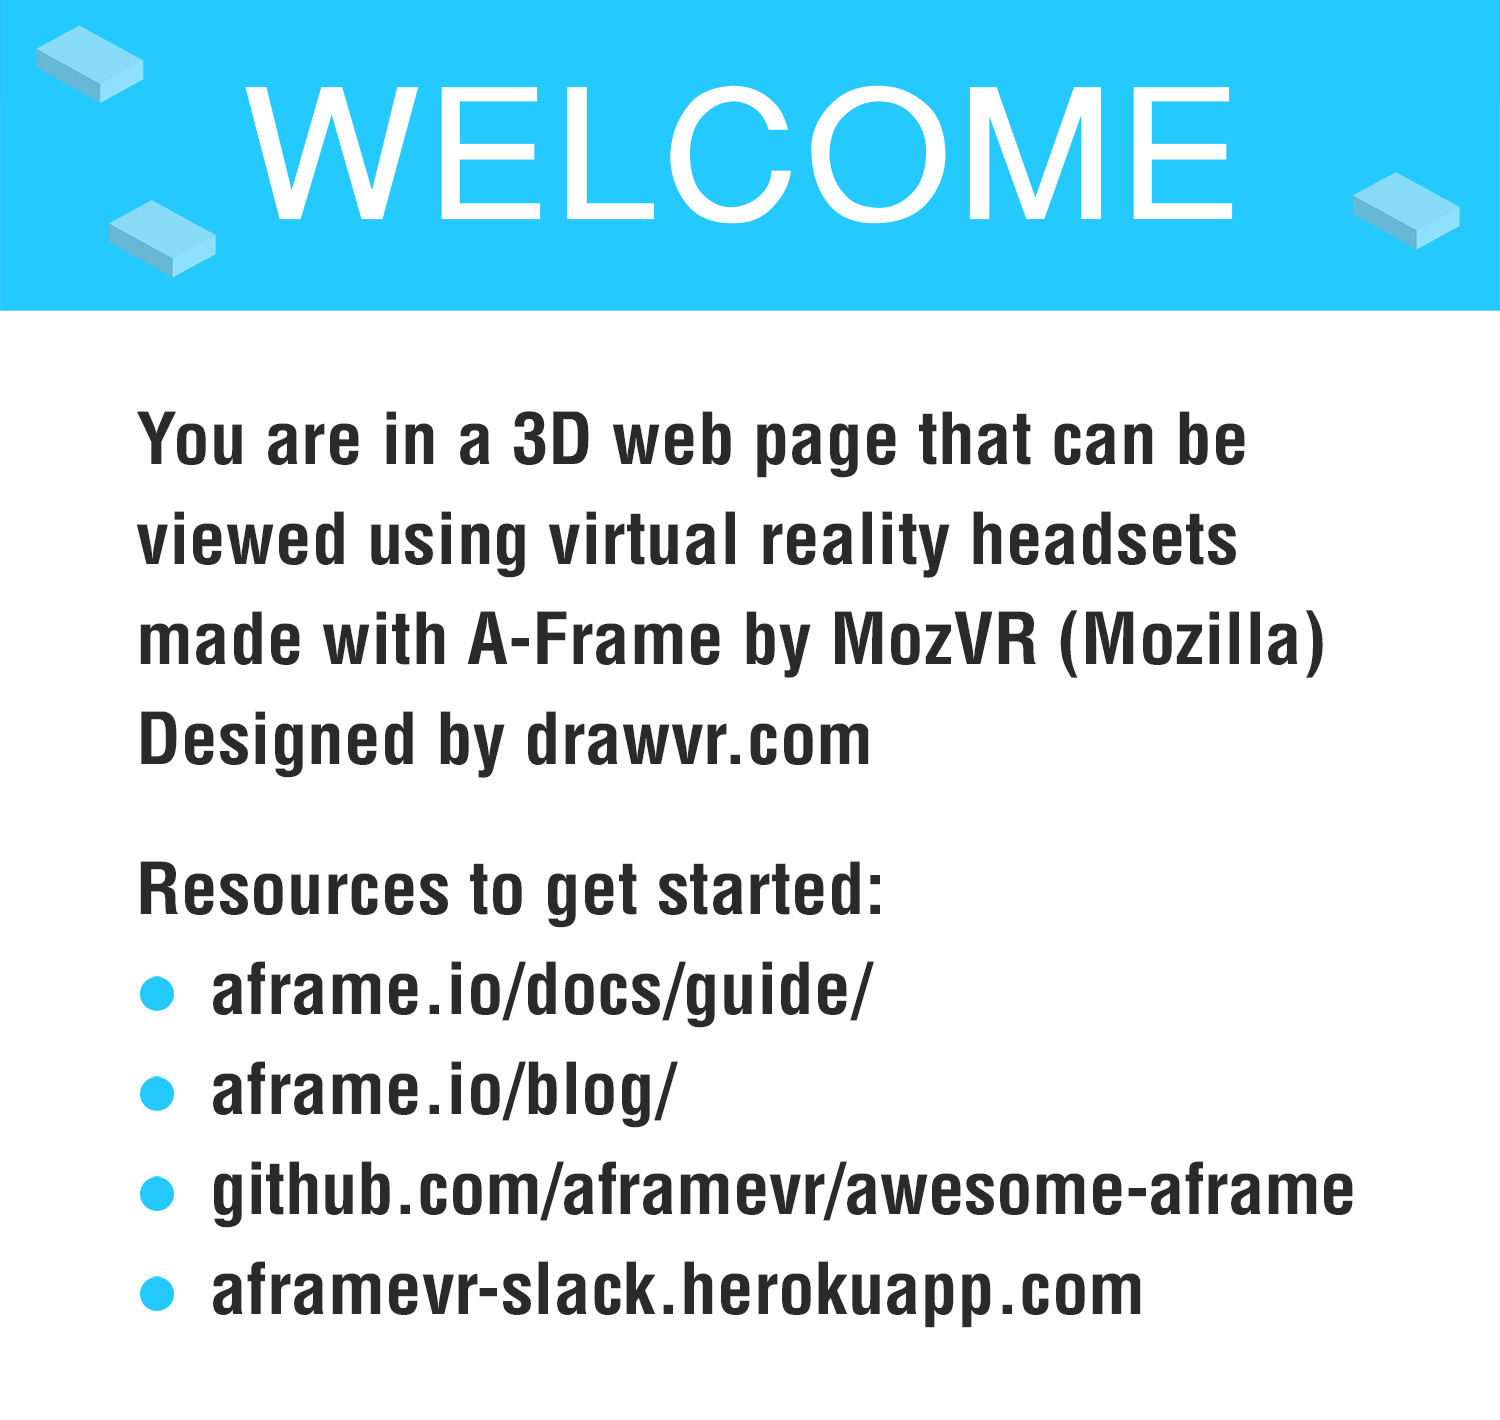 WELCOME
You are in a 3D web page that can be
viewed using virtual reality headsets
made with A-Frame by MozVR (Mozilla)
Designed by drawvr.com
Resources to get started:
● aframe.io/docs/guide/
● aframe.io/blog/
● github.com/aframevr/awesome-aframe
● aframevr-slack.herokuapp.com